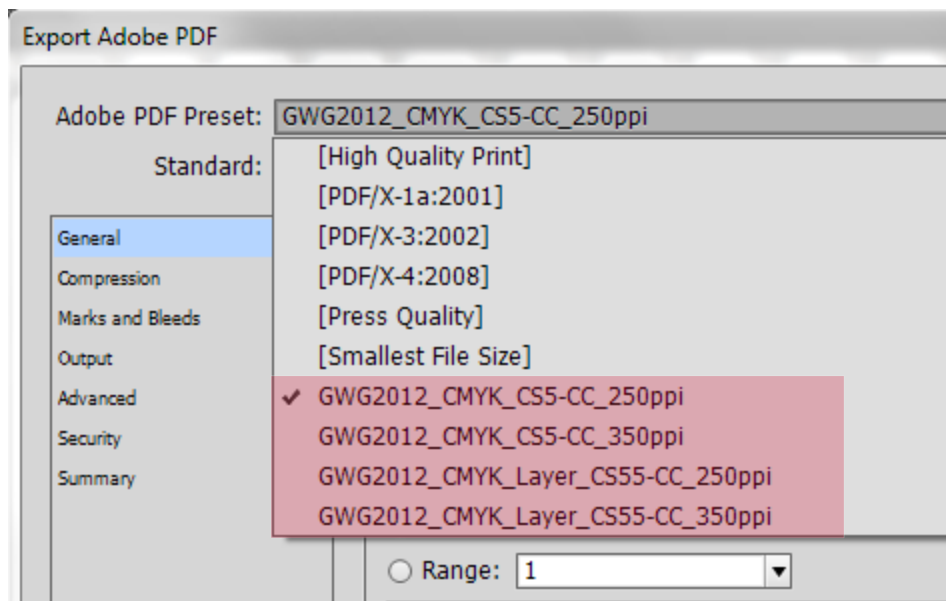 Export Adobe PDF
Adobe PDF Preset: GWG2012_CMYK_CS5-CC_250ppi
Standard:
[High Quality Print]
[PDF/X-1a:2001]
[PDF/X-3:2002]
[PDF/X-4:2008]
[Press Quality]
[Smallest File Size]
GWG2012_CMYK_CS5-CC_250ppi
GWG2012_CMYK_CS5-CC_350ppi
GWG2012_CMYK_Layer_CS55-CC_250ppi
GWG2012_CMYK_Layer_CS55-CC_350ppi
General
Compression
Marks and Bleeds
Output
Advanced
Security
Summary
Range: 1